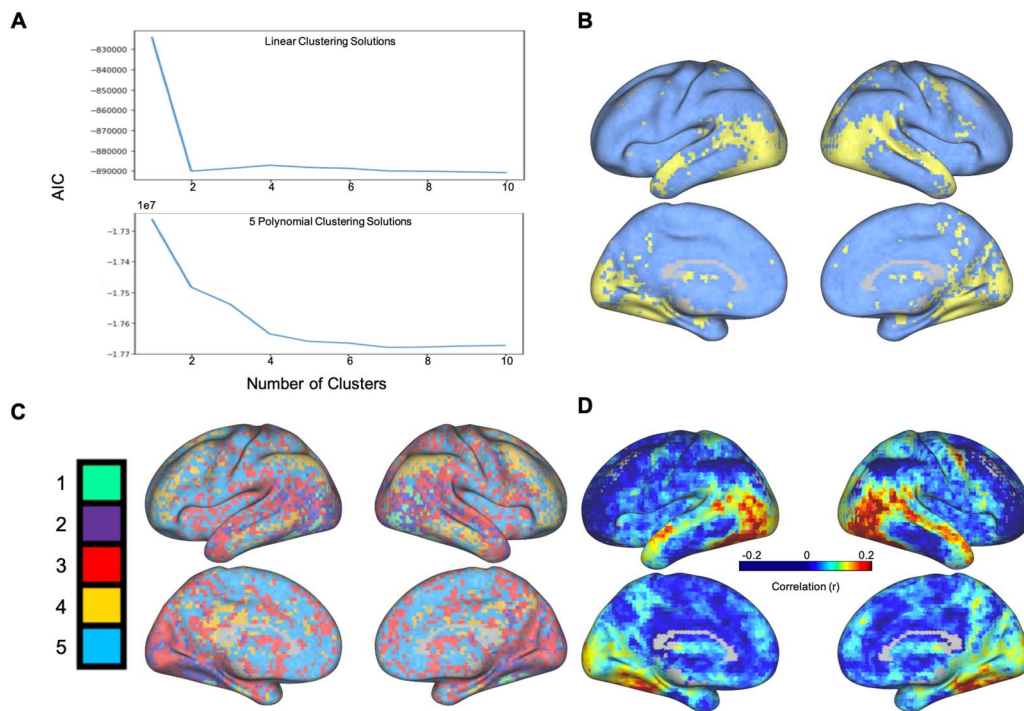 A
Linear Clustering Solutions
−830000
−840000
−850000
−860000
−870000
−880000
−890000
2 4 6 8 10
AIC
1e7
5 Polynomial Clustering Solutions
−1.73
−1.75
−1.76
−1.77
2 4 6 8 10
Number of Clusters
B
C
1
2
3
4
5
D
-0.2 0 0.2
Correlation (r)